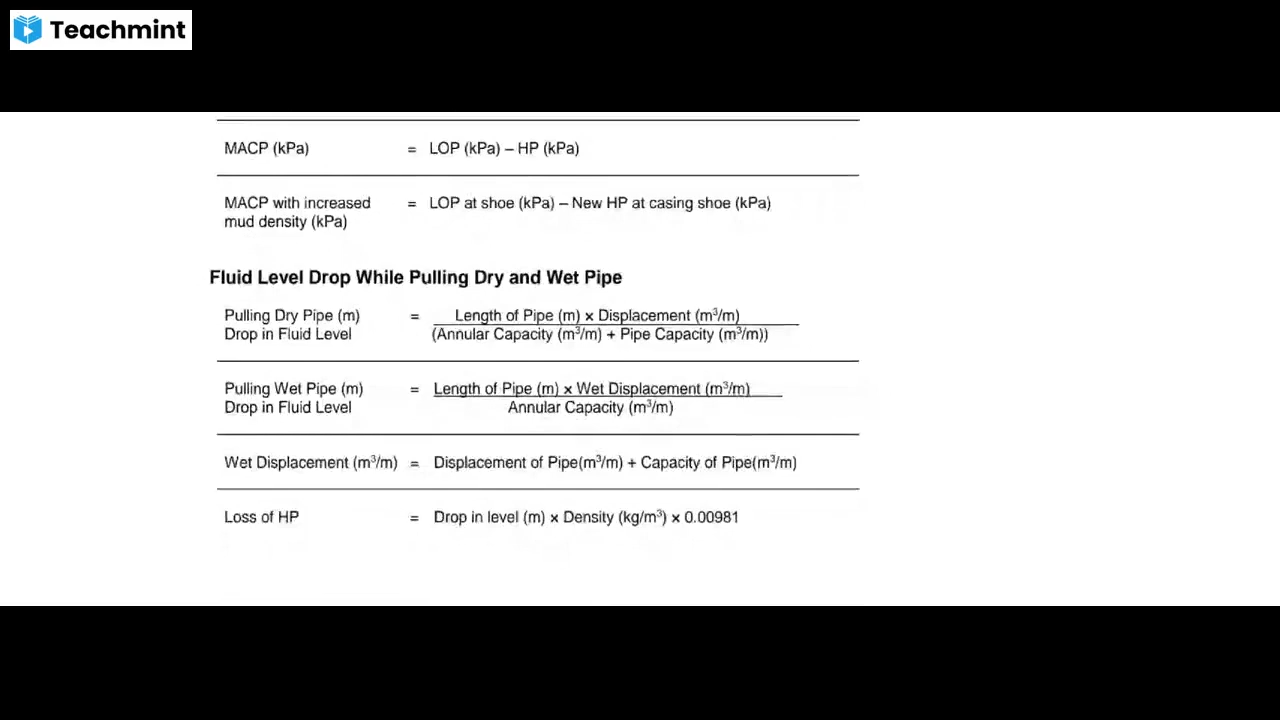 Teachmint
MACP (kPa) = LOP (kPa) – HP (kPa)
MACP with increased = LOP at shoe (kPa) – New HP at casing shoe (kPa)
mud density (kPa)
Fluid Level Drop While Pulling Dry and Wet Pipe
Pulling Dry Pipe (m) = Length of Pipe (m) x Displacement (m³/m)
Drop in Fluid Level (Annular Capacity (m³/m) + Pipe Capacity (m³/m))
Pulling Wet Pipe (m) = Length of Pipe (m) x Wet Displacement (m³/m)
Drop in Fluid Level Annular Capacity (m³/m)
Wet Displacement (m³/m) = Displacement of Pipe(m³/m) + Capacity of Pipe(m³/m)
Loss of HP = Drop in level (m) x Density (kg/m³) x 0.00981